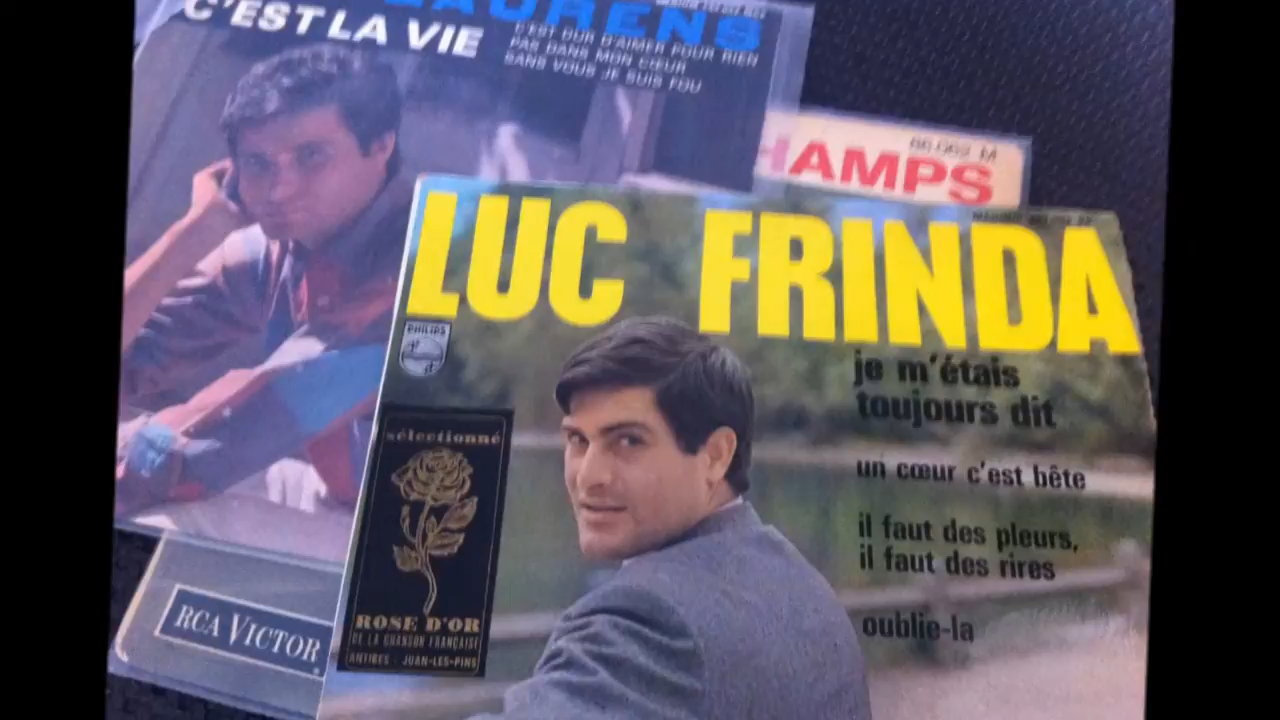 LAURENS
C'EST LA VIE
C'EST DUR D'AIMER POUR RIEN
PAS DANS MON CŒUR
SANS VOUS JE SUIS FOU
HAMPS
LUC FRINDA
PHILIPS
je m'étais
toujours dit
un cœur c'est bête
il faut des pleurs,
il faut des rires
oublie-la
sélectionné
ROSE D'OR
DE LA CHANSON FRANÇAISE
ANTIBES - JUAN-LES-PINS
RCA VICTOR